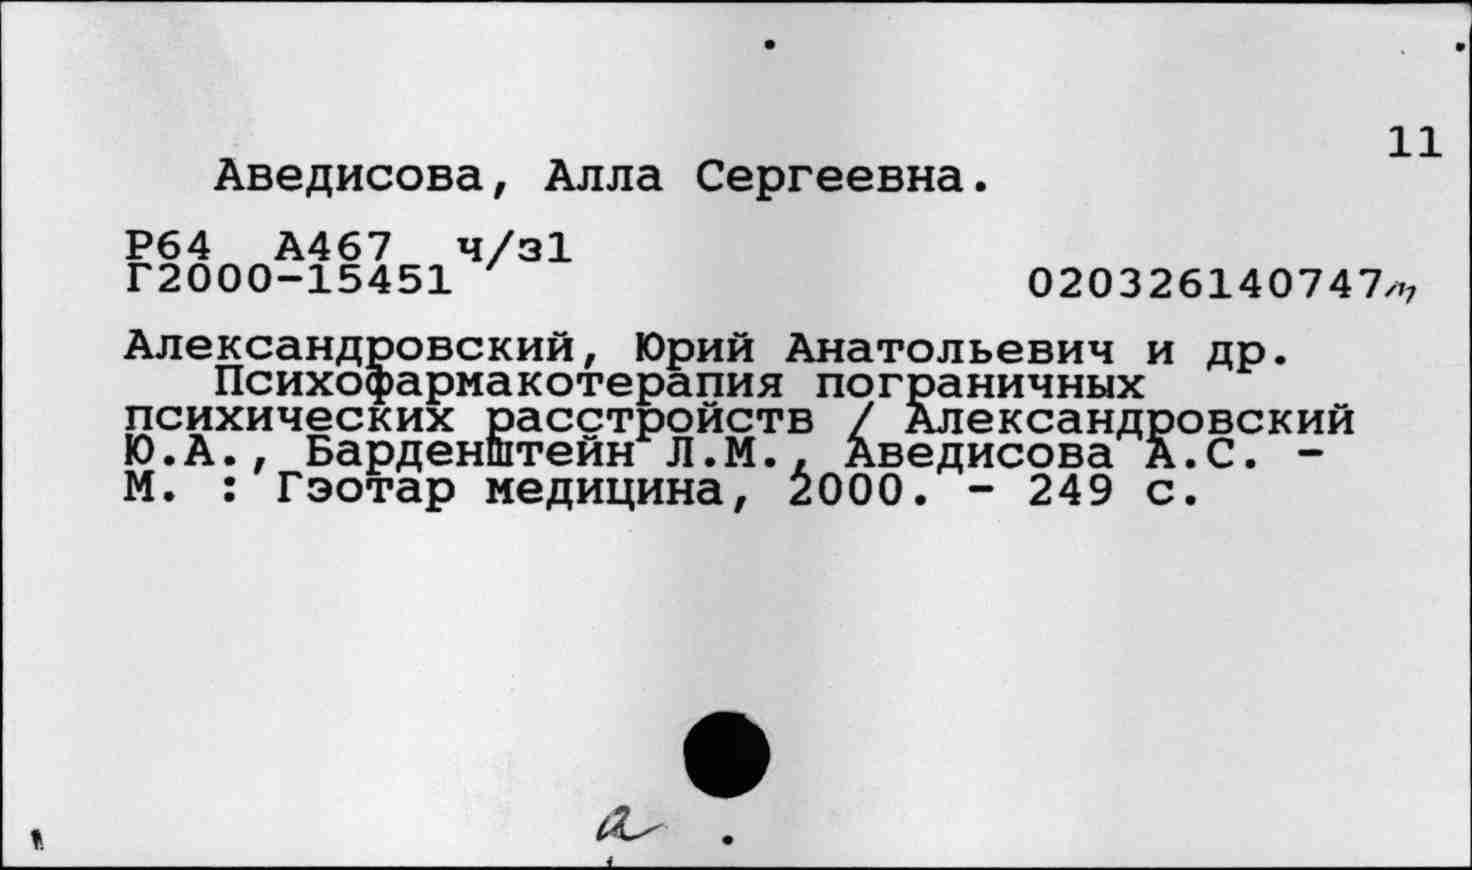 11
Аведисова, Алла Сергеевна.
Р64 А467 ч/з1
Г2000-15451 020326140747
Александровский, Юрий Анатольевич и др.
Психофармакотерапия пограничных
психических расстройств / Александровский
Ю.А., Барденштейн Л.М., Аведисова А.С. -
М. : Гэотар медицина, 2000. - 249 с.
а